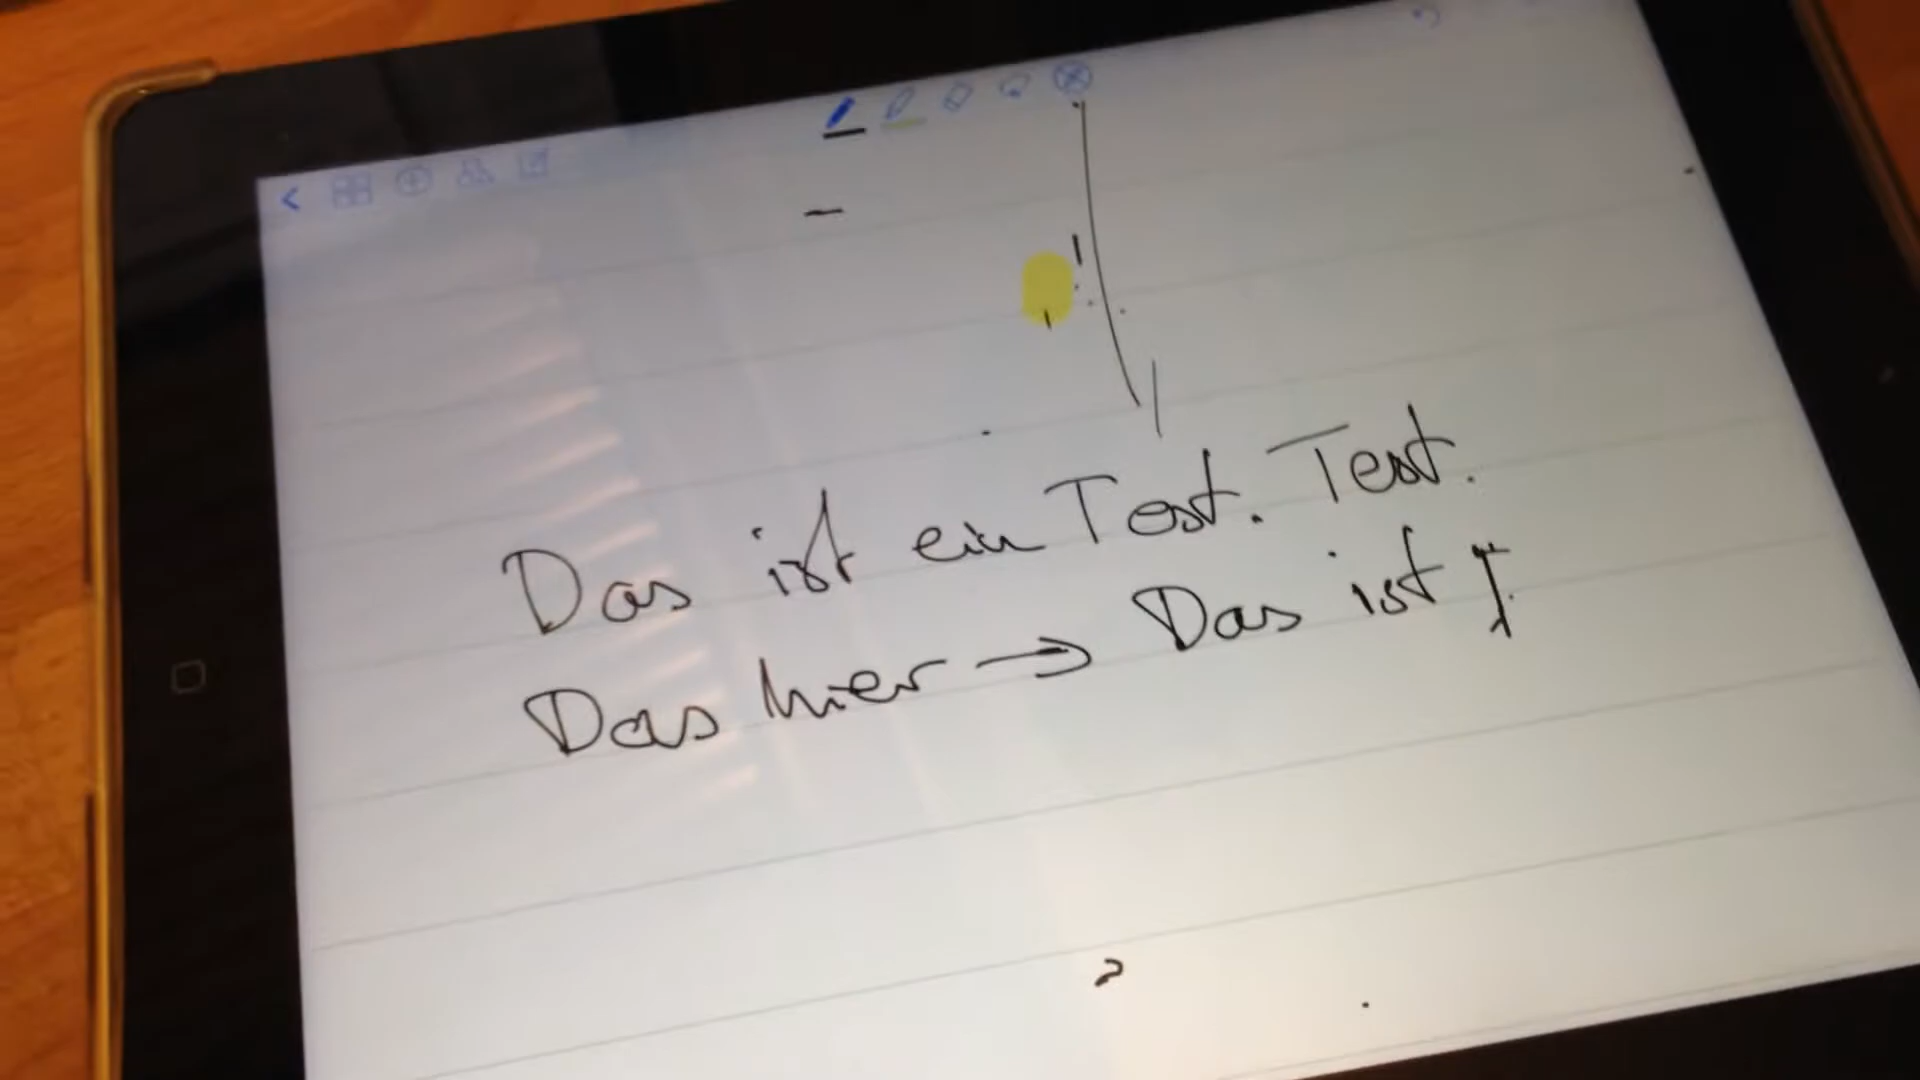 Das ist ein Test. Test.
Das hier → Das ist